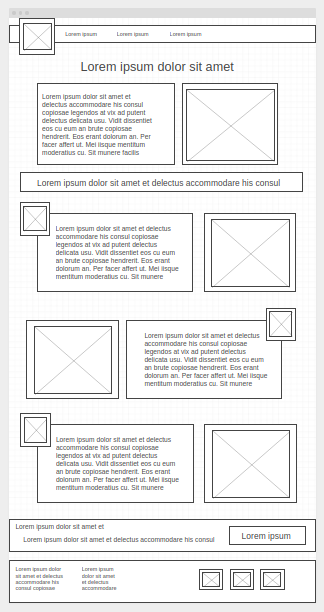 Lorem ipsum Lorem ipsum Lorem ipsum
Lorem ipsum dolor sit amet
Lorem ipsum dolor sit amet et
delectus accommodare his consul
copiosae legendos at vix ad putent
delectus delicata usu. Vidit dissentiet
eos cu eum an brute copiosae
hendrerit. Eos erant dolorum an. Per
facer affert ut. Mei iisque mentitum
moderatius cu. Sit munere facilis
Lorem ipsum dolor sit amet et delectus accommodare his consul
Lorem ipsum dolor sit amet et delectus
accommodare his consul copiosae
legendos at vix ad putent delectus
delicata usu. Vidit dissentiet eos cu eum
an brute copiosae hendrerit. Eos erant
dolorum an. Per facer affert ut. Mei iisque
mentitum moderatius cu. Sit munere
Lorem ipsum dolor sit amet et delectus
accommodare his consul copiosae
legendos at vix ad putent delectus
delicata usu. Vidit dissentiet eos cu eum
an brute copiosae hendrerit. Eos erant
dolorum an. Per facer affert ut. Mei iisque
mentitum moderatius cu. Sit munere
Lorem ipsum dolor sit amet et delectus
accommodare his consul copiosae
legendos at vix ad putent delectus
delicata usu. Vidit dissentiet eos cu eum
an brute copiosae hendrerit. Eos erant
dolorum an. Per facer affert ut. Mei iisque
mentitum moderatius cu. Sit munere
Lorem ipsum dolor sit amet et
Lorem ipsum dolor sit amet et delectus accommodare his consul
Lorem ipsum
Lorem ipsum dolor
sit amet et delectus
accommodare his
consul copiosae
Lorem ipsum
dolor sit amet
et delectus
accommodare